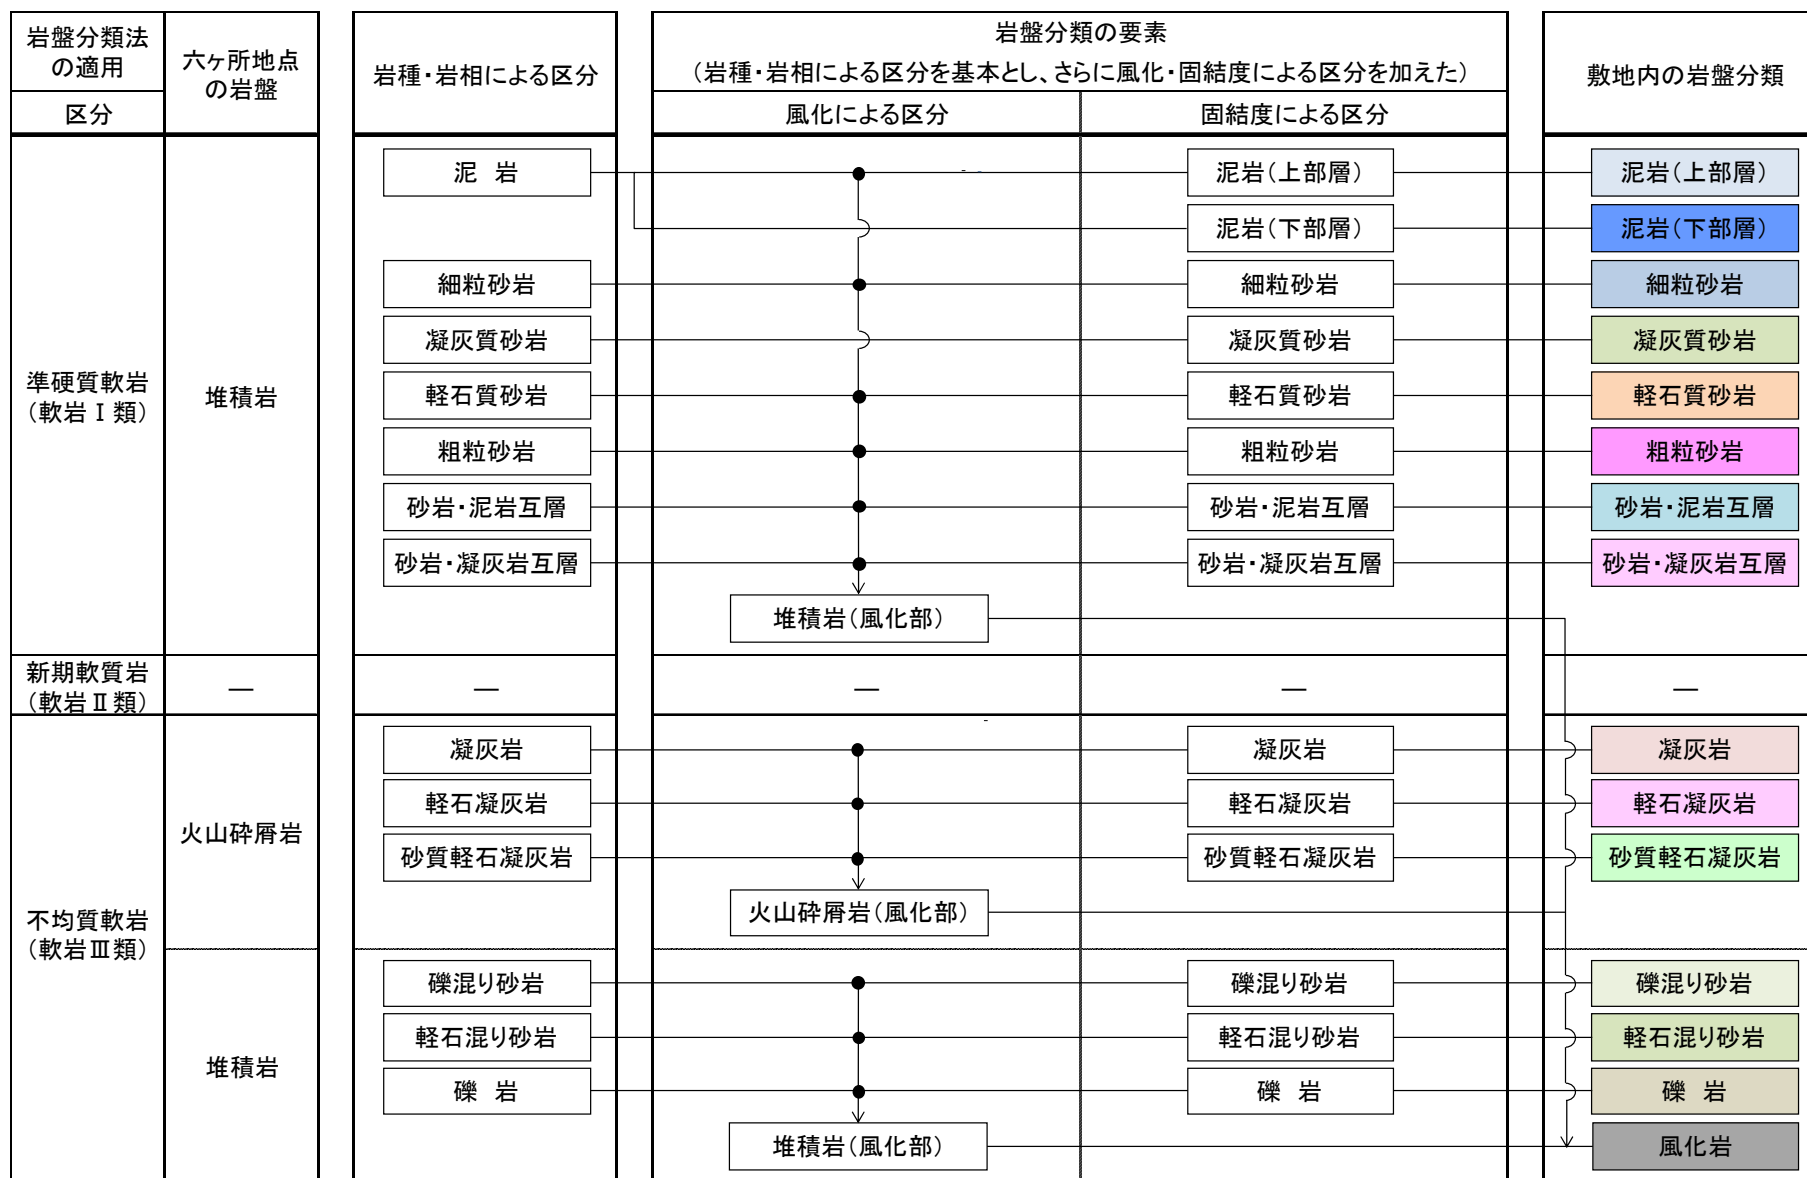 岩盤分類法
の適用
区分
六ヶ所地点
の岩盤
岩種・岩相による区分
岩盤分類の要素
(岩種・岩相による区分を基本とし、さらに風化・固結度による区分を加えた)
風化による区分
固結度による区分
敷地内の岩盤分類
準硬質軟岩
(軟岩Ⅰ類)
堆積岩
泥 岩
泥岩(上部層)
泥岩(上部層)
泥岩(下部層)
泥岩(下部層)
細粒砂岩
細粒砂岩
細粒砂岩
凝灰質砂岩
凝灰質砂岩
凝灰質砂岩
軽石質砂岩
軽石質砂岩
軽石質砂岩
粗粒砂岩
粗粒砂岩
粗粒砂岩
砂岩・泥岩互層
砂岩・泥岩互層
砂岩・泥岩互層
砂岩・凝灰岩互層
砂岩・凝灰岩互層
砂岩・凝灰岩互層
堆積岩(風化部)
新期軟質岩
(軟岩Ⅱ類)
―
―
―
―
―
不均質軟岩
(軟岩Ⅲ類)
火山砕屑岩
凝灰岩
凝灰岩
凝灰岩
軽石凝灰岩
軽石凝灰岩
軽石凝灰岩
砂質軽石凝灰岩
砂質軽石凝灰岩
砂質軽石凝灰岩
火山砕屑岩(風化部)
堆積岩
礫混り砂岩
礫混り砂岩
礫混り砂岩
軽石混り砂岩
軽石混り砂岩
軽石混り砂岩
礫 岩
礫 岩
礫 岩
堆積岩(風化部)
風化岩